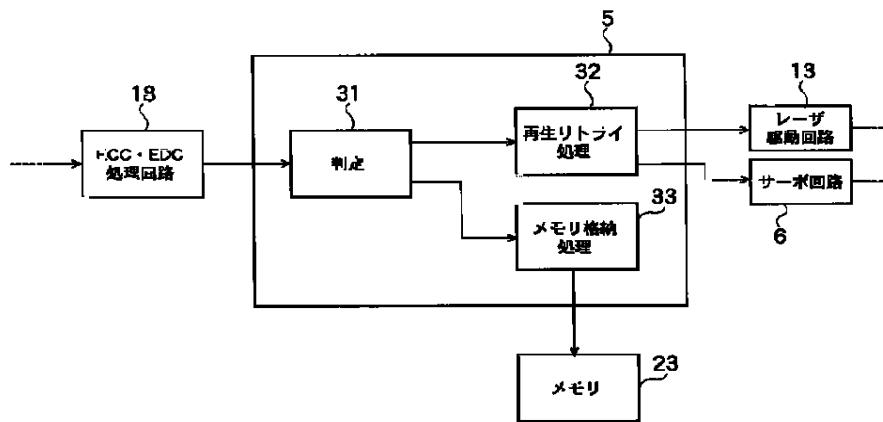 5
18
ECC・EDC
処理回路
31
判定
32
再生リトライ
処理
13
レーザ
駆動回路
サーボ回路
6
33
メモリ格納
処理
メモリ
23